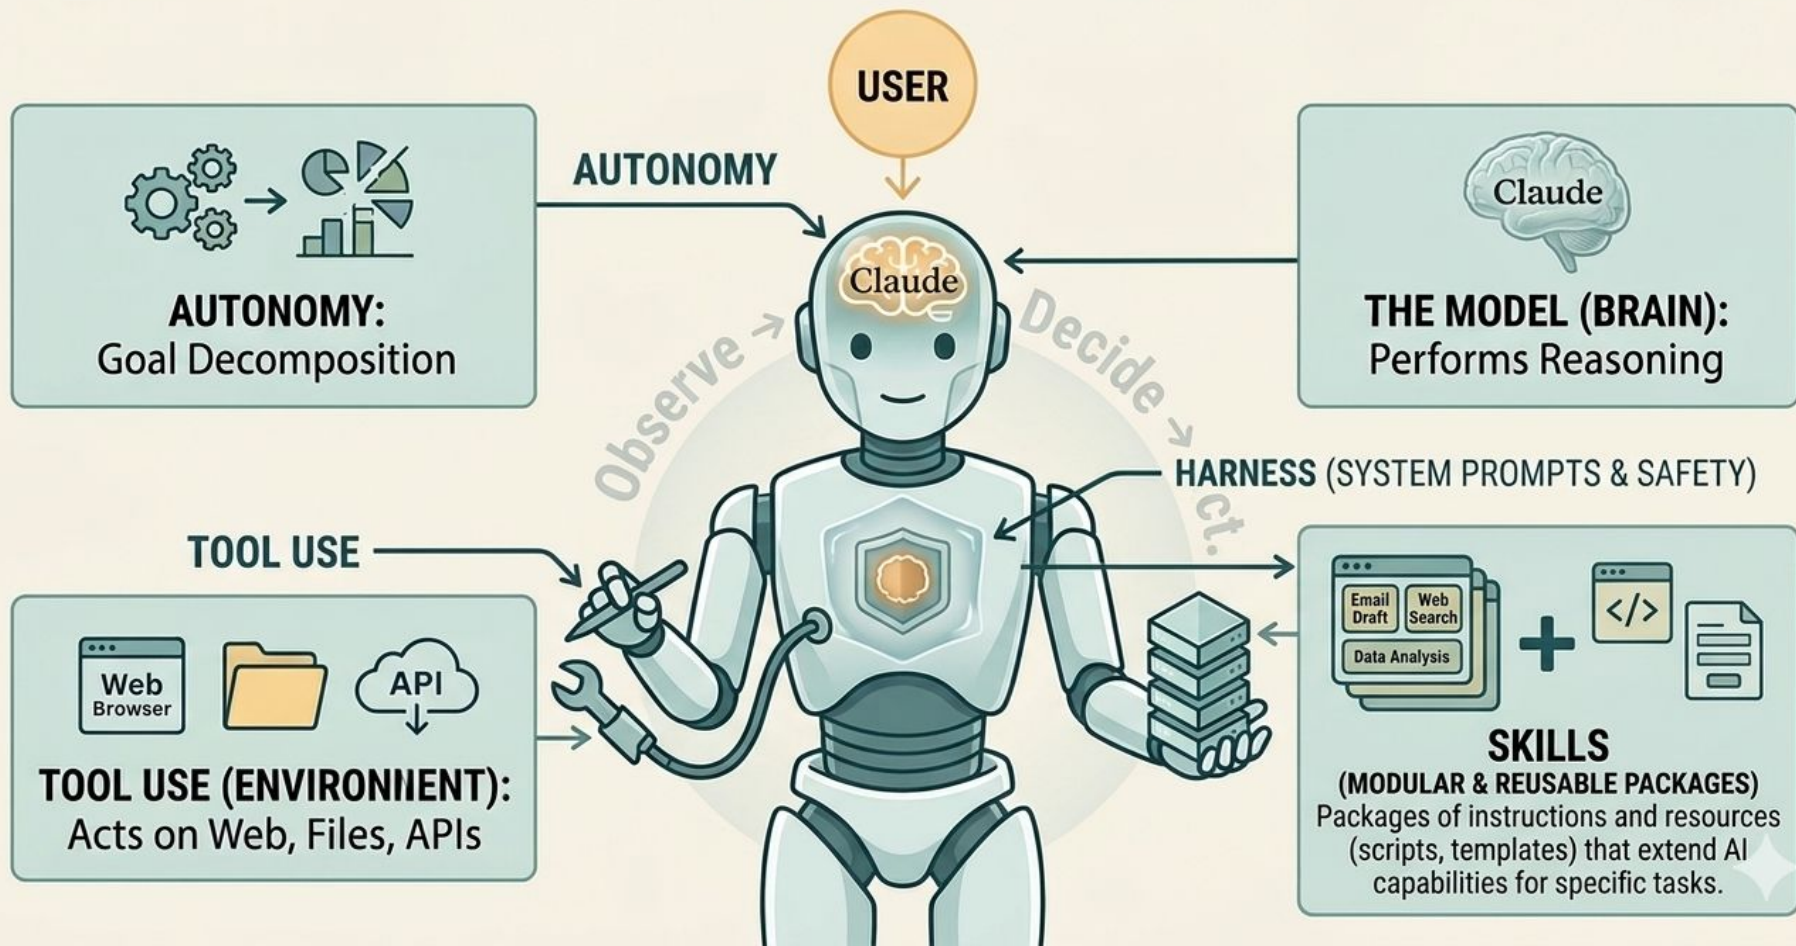 USER
AUTONOMY
AUTONOMY:
Goal Decomposition
Claude
Claude
THE MODEL (BRAIN):
Performs Reasoning
Observe → Decide → ct.
HARNESS (SYSTEM PROMPTS & SAFETY)
TOOL USE
Web
Browser
API
TOOL USE (ENVIRONNENT):
Acts on Web, Files, APIs
Email
Draft
Web
Search
Data Analysis
</>
SKILLS
(MODULAR & REUSABLE PACKAGES)
Packages of instructions and resources
(scripts, templates) that extend AI
capabilities for specific tasks.